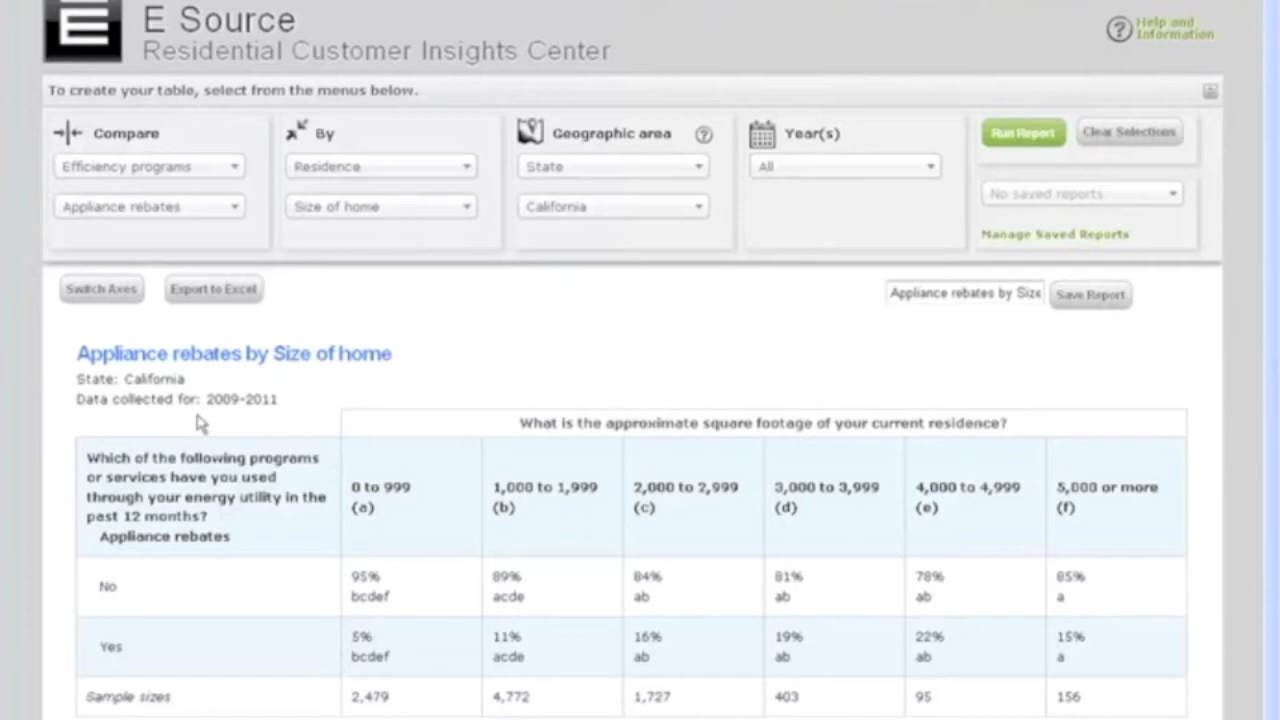 E Source
Residential Customer Insights Center
Help and
Information
To create your table, select from the menus below.
Compare
By
Geographic area
Year(s)
Run Report
Clear Selections
Efficiency programs
Residence
State
All
Appliance rebates
Size of home
California
No saved reports
Manage Saved Reports
Switch Axes
Export to Excel
Appliance rebates by Size
Save Report
Appliance rebates by Size of home
State: California
Data collected for: 2009-2011
What is the approximate square footage of your current residence?
Which of the following programs
or services have you used
through your energy utility in the
past 12 months?
Appliance rebates
0 to 999
(a)
1,000 to 1,999
(b)
2,000 to 2,999
(c)
3,000 to 3,999
(d)
4,000 to 4,999
(e)
5,000 or more
(f)
No
95%
bcdef
89%
acde
84%
ab
81%
ab
78%
ab
85%
a
Yes
5%
bcdef
11%
acde
16%
ab
19%
ab
22%
ab
15%
a
Sample sizes
2,479
4,772
1,727
403
95
156